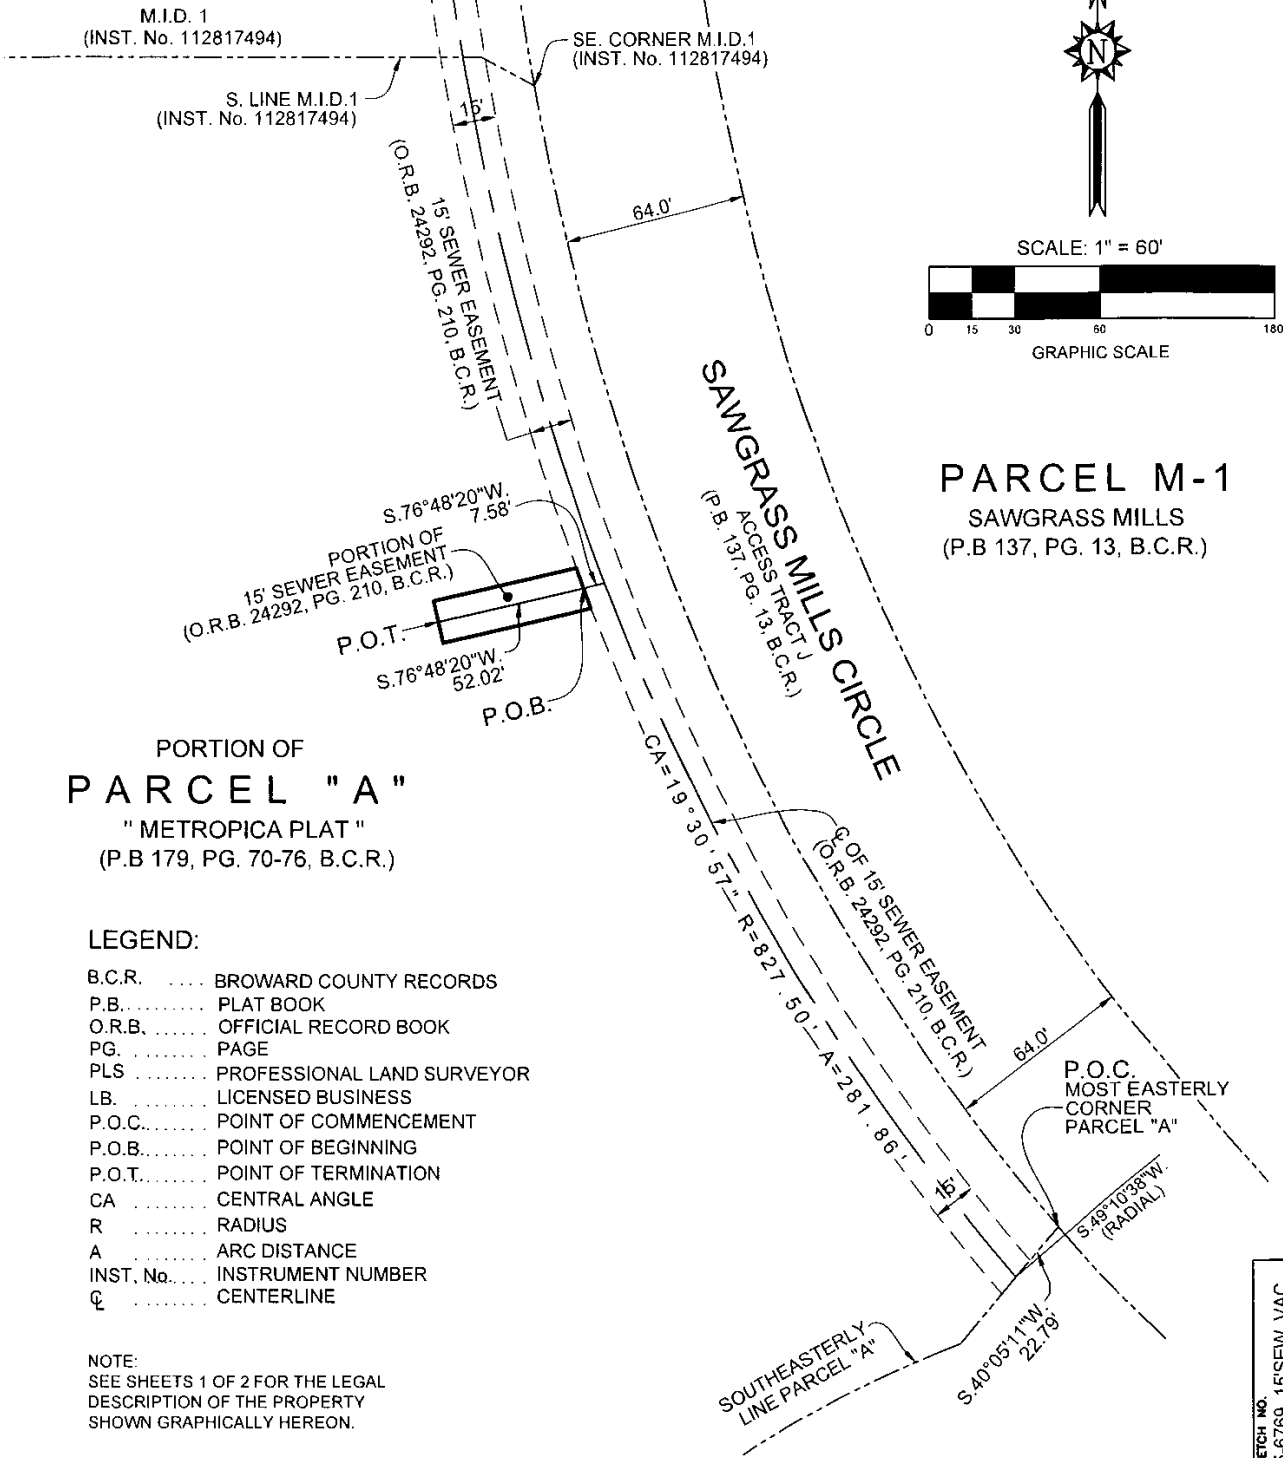 M.I.D. 1
(INST. No. 112817494)
SE. CORNER M.I.D.1
(INST. No. 112817494)
S. LINE M.I.D.1
(INST. No. 112817494)
15'
15' SEWER EASEMENT
(O.R.B. 24292, PG. 210, B.C.R.)
64.0'
N
SCALE: 1" = 60'
0 15 30 60 180
GRAPHIC SCALE
SAWGRASS MILLS CIRCLE
ACCESS TRACT J
(P.B. 137, PG. 13, B.C.R.)
PARCEL M-1
SAWGRASS MILLS
(P.B 137, PG. 13, B.C.R.)
S.76°48'20"W.
7.58'
PORTION OF
15' SEWER EASEMENT
(O.R.B. 24292, PG. 210, B.C.R.)
P.O.T.
S.76°48'20"W.
52.02'
P.O.B.
PORTION OF
PARCEL "A"
"METROPICA PLAT"
(P.B 179, PG. 70-76, B.C.R.)
CA=19°30'57" R=827.50' A=281.86'
℄ OF 15' SEWER EASEMENT
(O.R.B. 24292, PG. 210, B.C.R.)
64.0'
P.O.C.
MOST EASTERLY
CORNER
PARCEL "A"
15'
S.49°10'38"W.
(RADIAL)
S.40°05'11"W.
22.79'
SOUTHEASTERLY
LINE PARCEL "A"
LEGEND:
B.C.R. .... BROWARD COUNTY RECORDS
P.B......... PLAT BOOK
O.R.B. ...... OFFICIAL RECORD BOOK
PG. ........ PAGE
PLS ........ PROFESSIONAL LAND SURVEYOR
LB. ........ LICENSED BUSINESS
P.O.C....... POINT OF COMMENCEMENT
P.O.B....... POINT OF BEGINNING
P.O.T....... POINT OF TERMINATION
CA ........ CENTRAL ANGLE
R ........ RADIUS
A ........ ARC DISTANCE
INST. No..... INSTRUMENT NUMBER
℄ ........ CENTERLINE
NOTE:
SEE SHEETS 1 OF 2 FOR THE LEGAL
DESCRIPTION OF THE PROPERTY
SHOWN GRAPHICALLY HEREON.
NO.